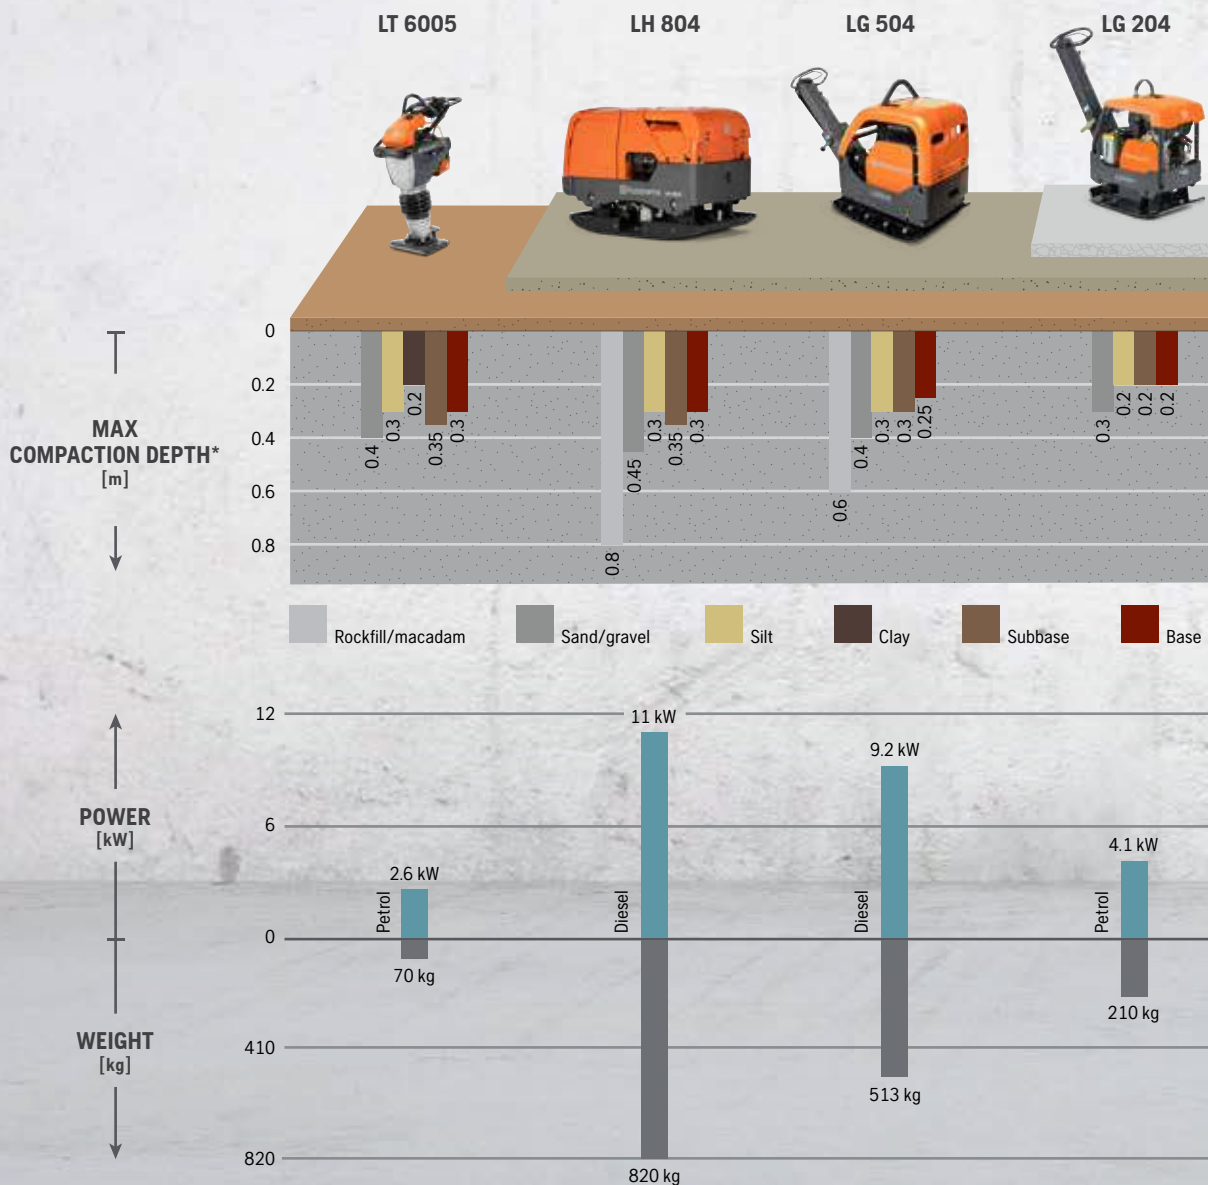 LT 6005
LH 804
LG 504
LG 204
MAX
COMPACTION DEPTH*
[m]
0
0.2
0.4
0.6
0.8
0.4
0.3
0.2
0.35
0.3
0.8
0.45
0.3
0.35
0.3
0.6
0.4
0.3
0.3
0.25
0.3
0.2
0.2
0.2
Rockfill/macadam
Sand/gravel
Silt
Clay
Subbase
Base
POWER
[kW]
12
6
0
Petrol
2.6 kW
Diesel
11 kW
Diesel
9.2 kW
Petrol
4.1 kW
WEIGHT
[kg]
410
820
70 kg
820 kg
513 kg
210 kg